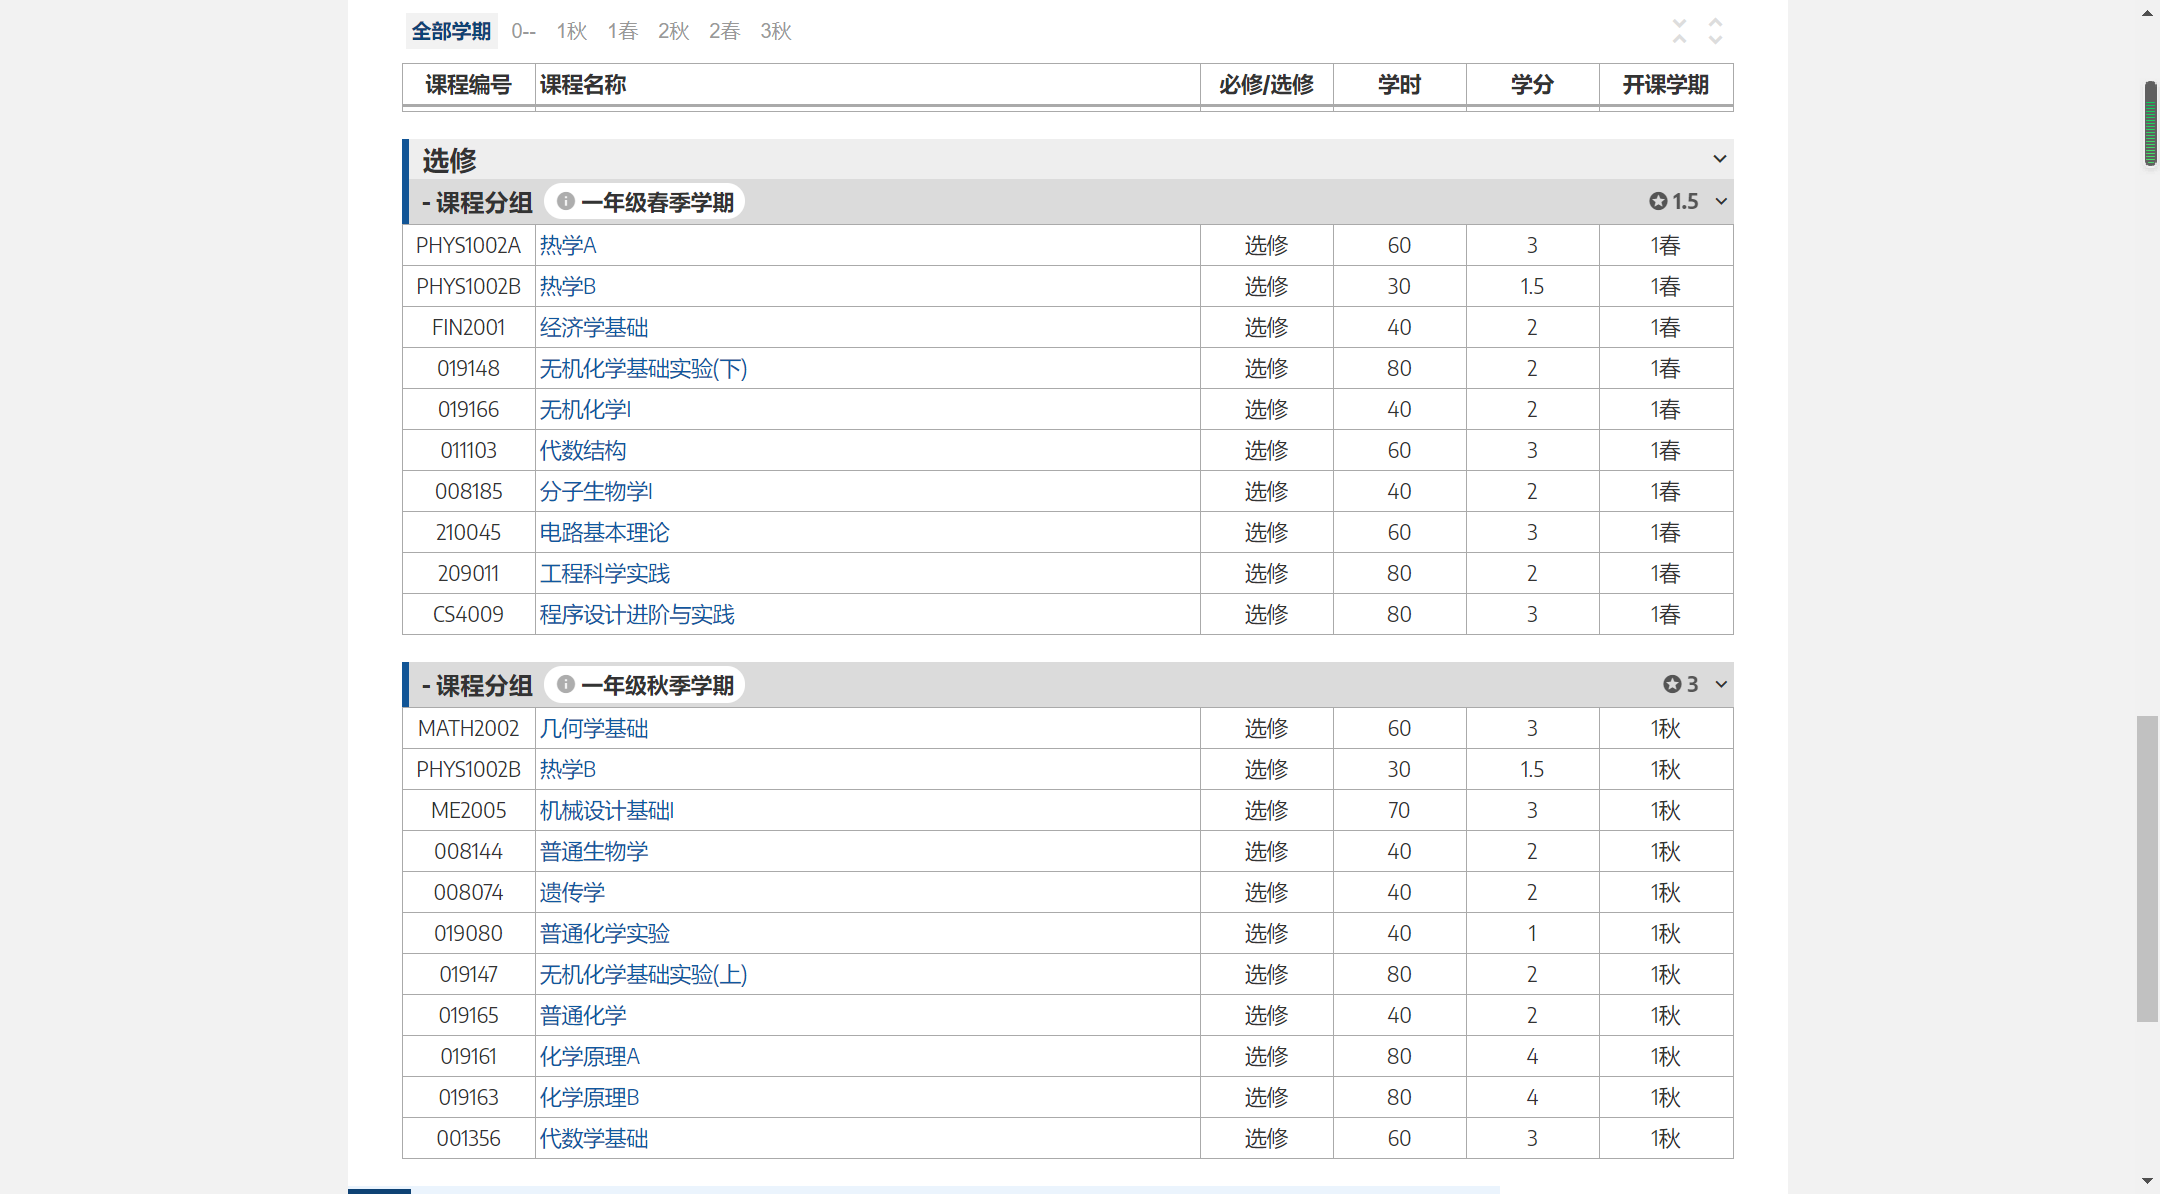 全部学期 0-- 1秋 1春 2秋 2春 3秋
课程编号 课程名称 必修/选修 学时 学分 开课学期
选修
- 课程分组 一年级春季学期 1.5
PHYS1002A 热学A 选修 60 3 1春
PHYS1002B 热学B 选修 30 1.5 1春
FIN2001 经济学基础 选修 40 2 1春
019148 无机化学基础实验(下) 选修 80 2 1春
019166 无机化学I 选修 40 2 1春
011103 代数结构 选修 60 3 1春
008185 分子生物学I 选修 40 2 1春
210045 电路基本理论 选修 60 3 1春
209011 工程科学实践 选修 80 2 1春
CS4009 程序设计进阶与实践 选修 80 3 1春
- 课程分组 一年级秋季学期 3
MATH2002 几何学基础 选修 60 3 1秋
PHYS1002B 热学B 选修 30 1.5 1秋
ME2005 机械设计基础I 选修 70 3 1秋
008144 普通生物学 选修 40 2 1秋
008074 遗传学 选修 40 2 1秋
019080 普通化学实验 选修 40 1 1秋
019147 无机化学基础实验(上) 选修 80 2 1秋
019165 普通化学 选修 40 2 1秋
019161 化学原理A 选修 80 4 1秋
019163 化学原理B 选修 80 4 1秋
001356 代数学基础 选修 60 3 1秋